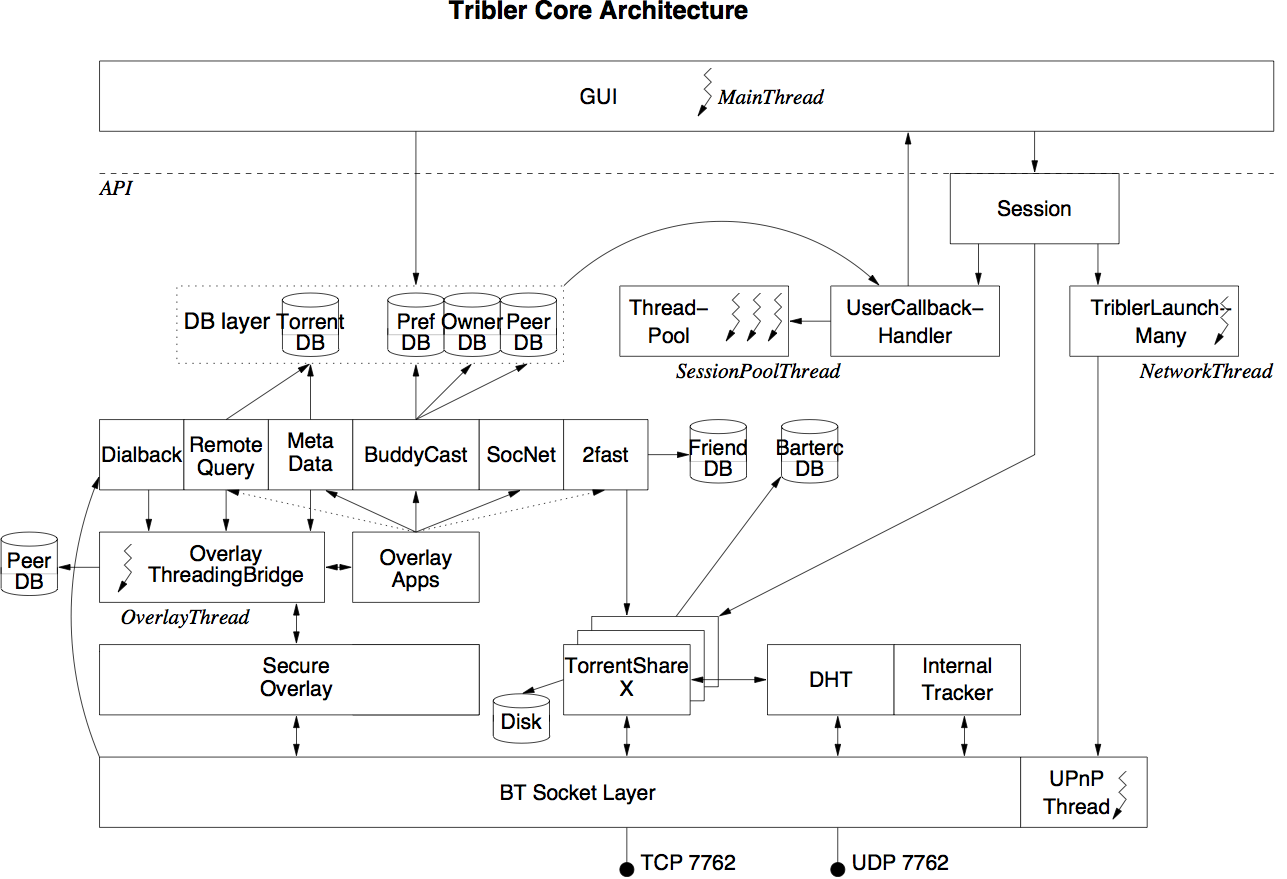 Tribler Core Architecture
GUI
MainThread
API
Session
DB layer
Torrent
DB
Pref
DB
Owner
DB
Peer
DB
Thread–
Pool
UserCallback–
Handler
TriblerLaunch–
Many
SessionPoolThread
NetworkThread
Dialback
Remote
Query
Meta
Data
BuddyCast
SocNet
2fast
Friend
DB
Barterc
DB
Peer
DB
Overlay
ThreadingBridge
Overlay
Apps
OverlayThread
Secure
Overlay
TorrentShare
X
Disk
DHT
Internal
Tracker
BT Socket Layer
UPnP
Thread
TCP 7762
UDP 7762